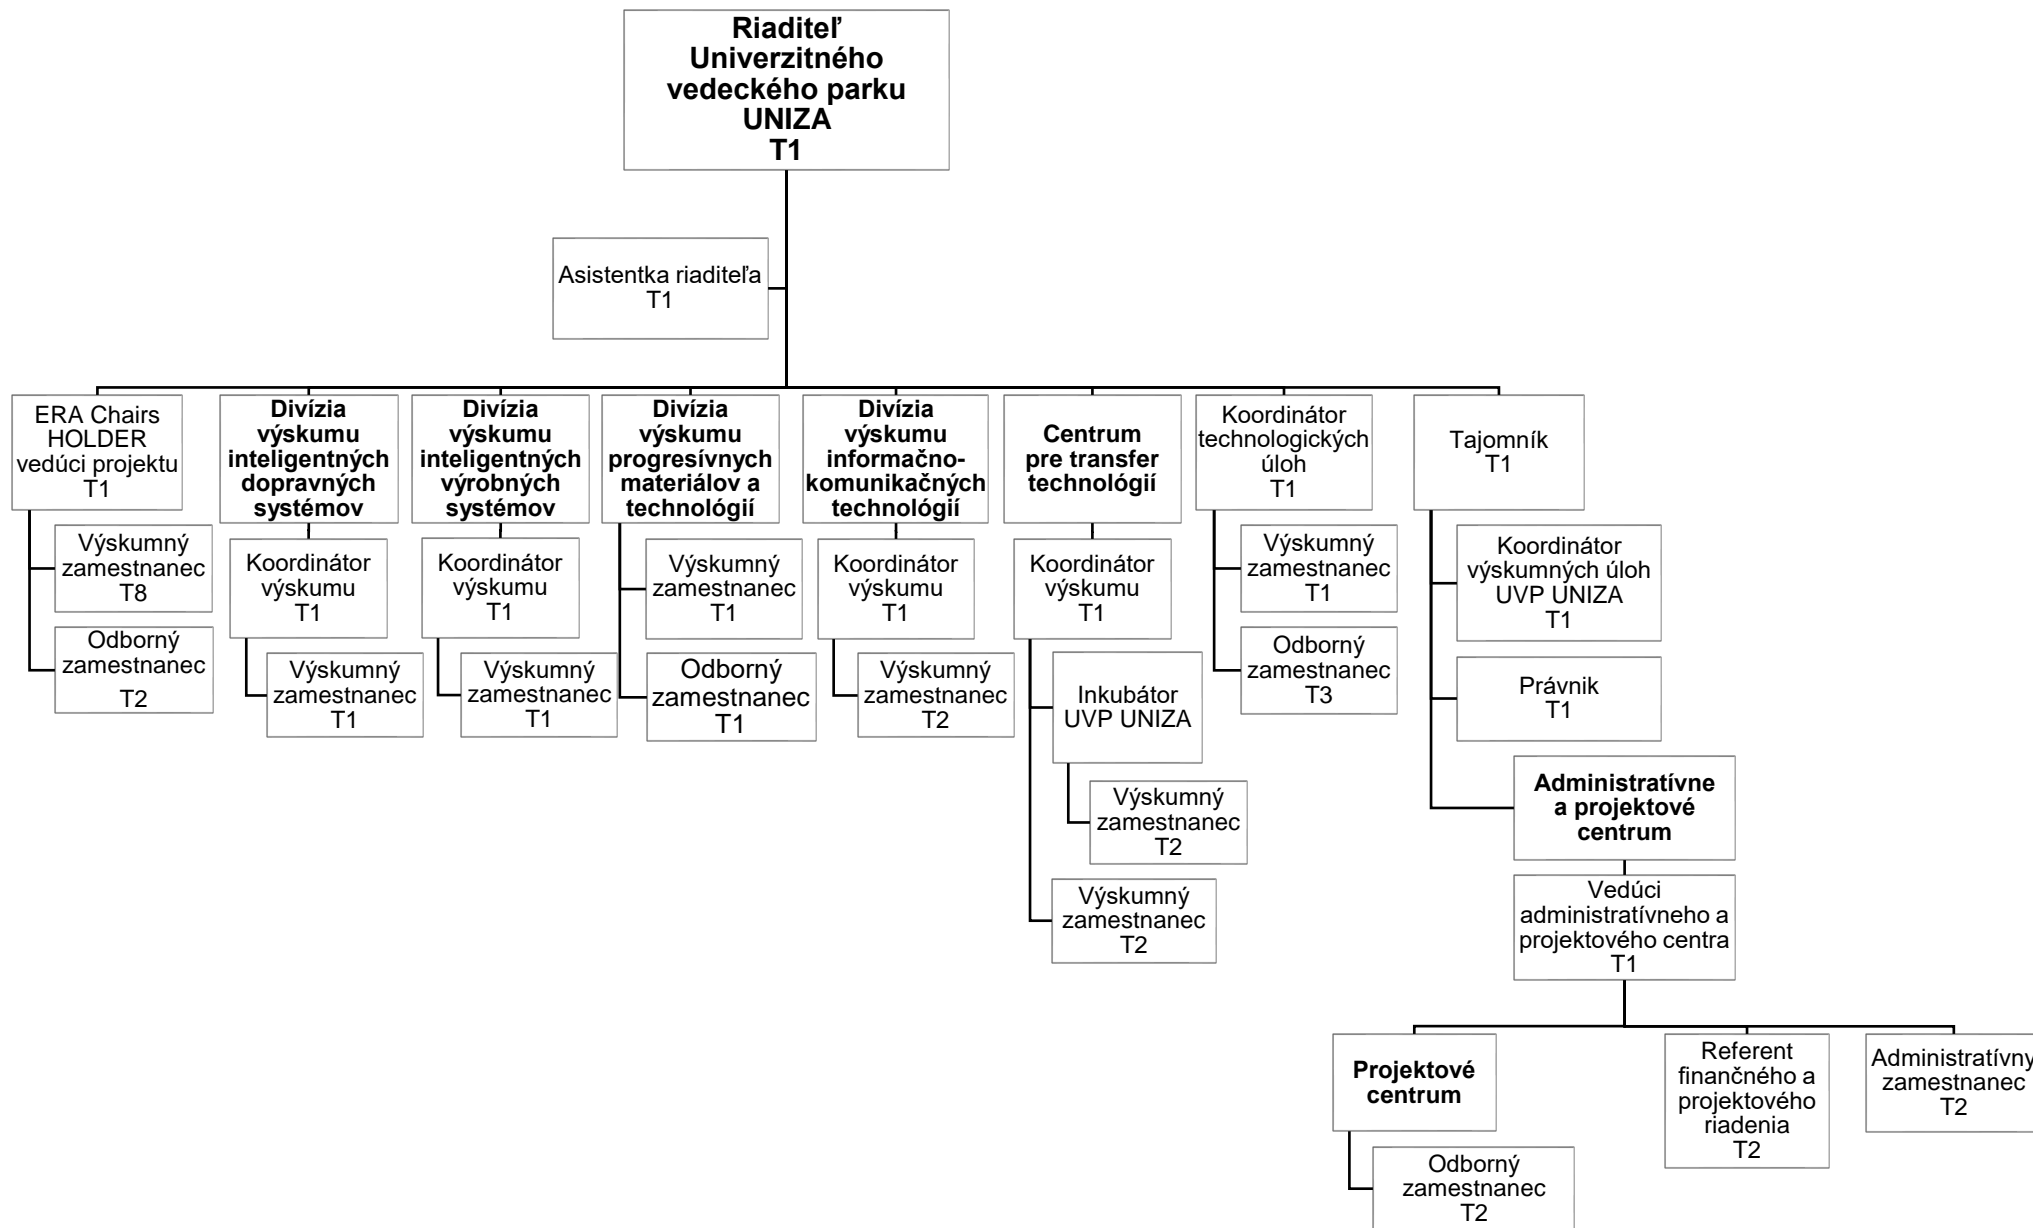 Riaditeľ
Univerzitného
vedeckého parku
UNIZA
T1
Asistentka riaditeľa
T1
ERA Chairs
HOLDER
vedúci projektu
T1
Výskumný
zamestnanec
T8
Odborný
zamestnanec
T2
Divízia
výskumu
inteligentných
dopravných
systémov
Koordinátor
výskumu
T1
Výskumný
zamestnanec
T1
Divízia
výskumu
inteligentných
výrobných
systémov
Koordinátor
výskumu
T1
Výskumný
zamestnanec
T1
Divízia
výskumu
progresívnych
materiálov a
technológií
Výskumný
zamestnanec
T1
Odborný
zamestnanec
T1
Divízia
výskumu
informačno-
komunikačných
technológií
Koordinátor
výskumu
T1
Výskumný
zamestnanec
T2
Centrum
pre transfer
technológií
Koordinátor
výskumu
T1
Inkubátor
UVP UNIZA
Výskumný
zamestnanec
T2
Výskumný
zamestnanec
T2
Koordinátor
technologických
úloh
T1
Výskumný
zamestnanec
T1
Odborný
zamestnanec
T3
Tajomník
T1
Koordinátor
výskumných úloh
UVP UNIZA
T1
Právnik
T1
Administratívne
a projektové
centrum
Vedúci
administratívneho a
projektového centra
T1
Projektové
centrum
Odborný
zamestnanec
T2
Referent
finančného a
projektového
riadenia
T2
Administratívny
zamestnanec
T2